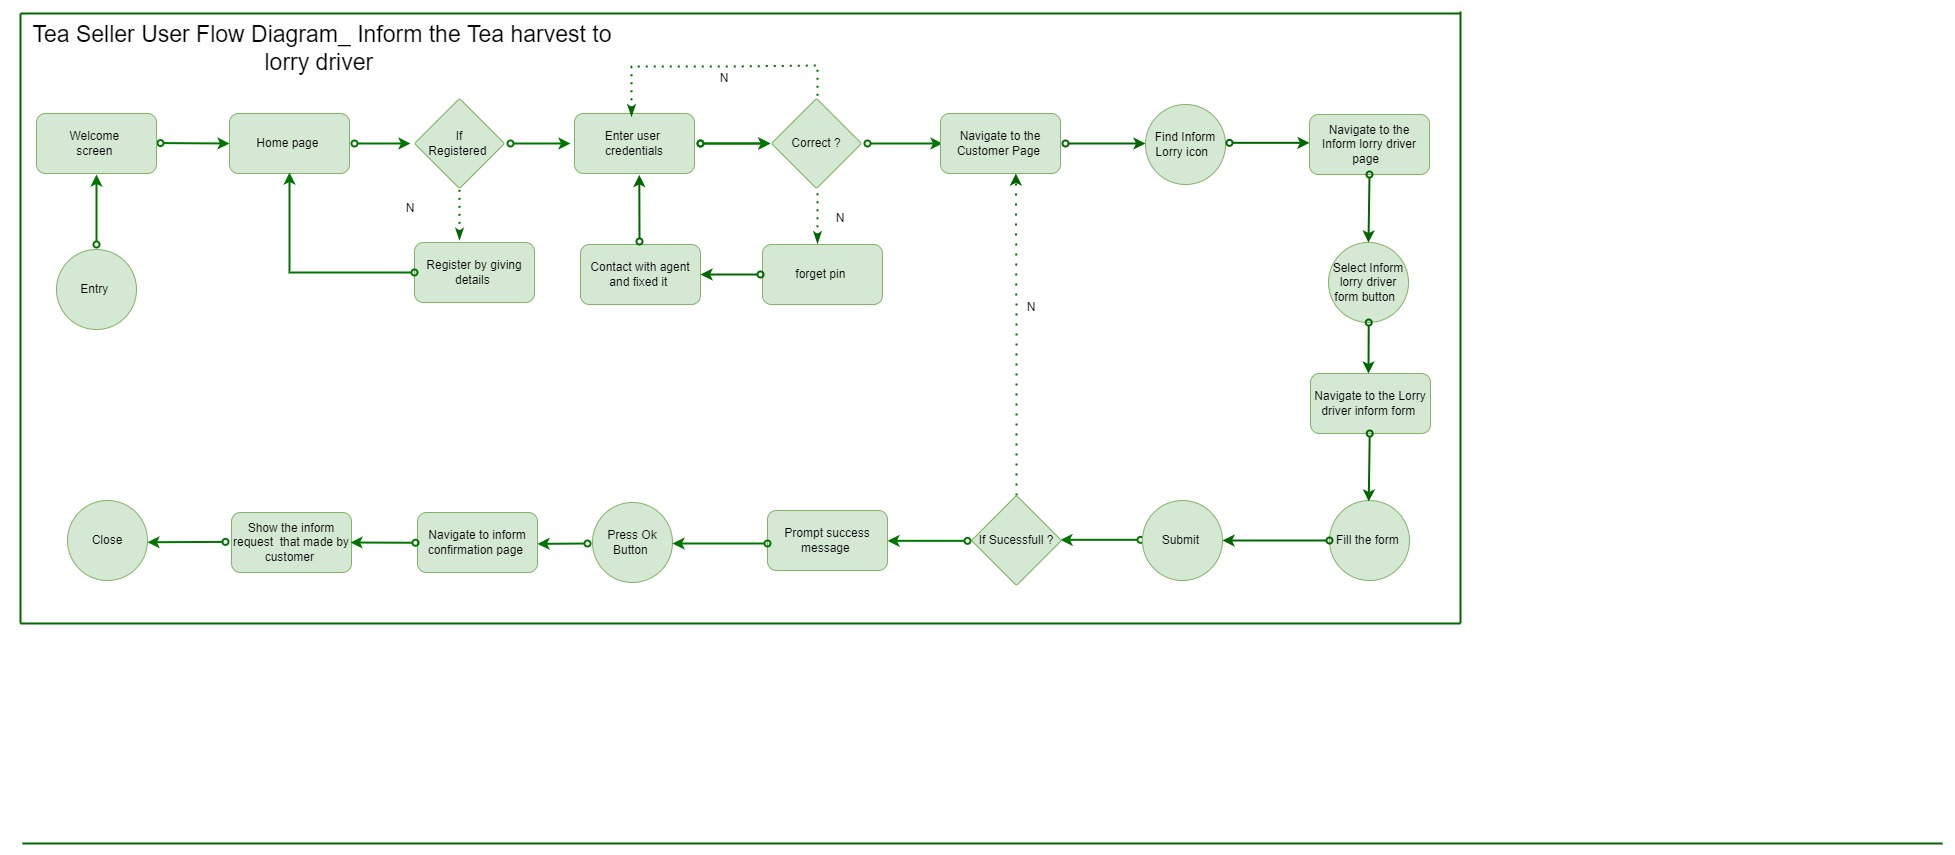 Tea Seller User Flow Diagram_ Inform the Tea harvest to
lorry driver
N
Welcome
screen
Home page
If
Registered
Enter user
credentials
Correct ?
Navigate to the
Customer Page
Find Inform
Lorry icon
Navigate to the
Inform lorry driver
page
N
N
Entry
Register by giving
details
Contact with agent
and fixed it
forget pin
Select Inform
lorry driver
form button
N
Navigate to the Lorry
driver inform form
Close
Show the inform
request  that made by
customer
Navigate to inform
confirmation page
Press Ok
Button
Prompt success
message
If Sucessfull ?
Submit
Fill the form